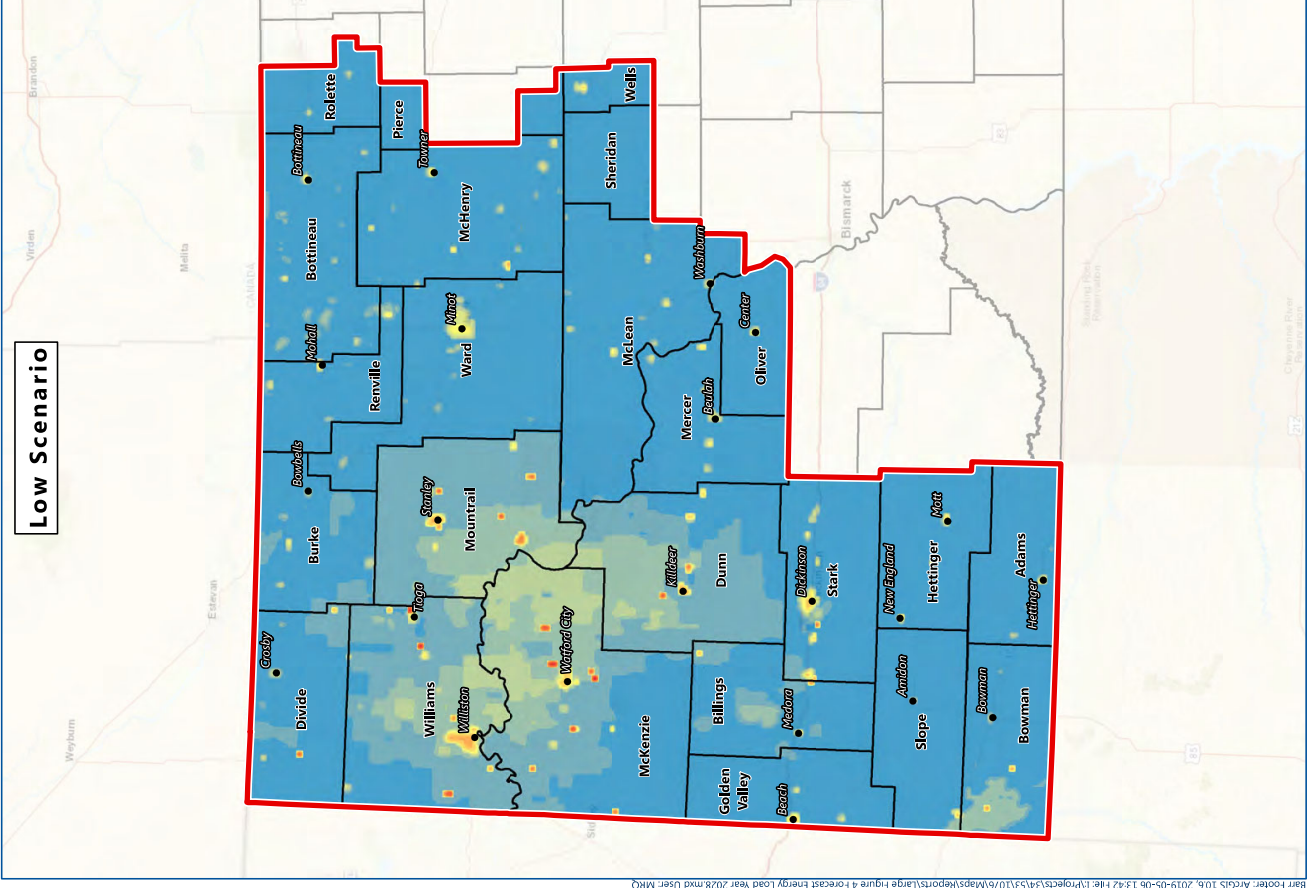 Low Scenario
Brandon
Virden
Melita
CANADA
Estevan
Weyburn
Rolette
Pierce
Wells
Bottineau
Bottineau
Towner
McHenry
Sheridan
Mohall
Renville
Minot
Ward
McLean
Washburn
Center
Oliver
Mercer
Beulah
Bismarck
Bowbells
Burke
Stanley
Mountrail
Tioga
Crosby
Divide
Williams
Williston
Watford City
McKenzie
Killdeer
Dunn
Dickinson
Stark
Billings
Medora
Golden
Valley
Beach
New England
Mott
Hettinger
Amidon
Slope
Adams
Hettinger
Bowman
Bowman
Standing Rock
Reservation
Cheyenne River
Reservation
83
94
212
85
Barr Footer: ArcGIS 10.6, 2019-05-06 13:42 File: I:\Projects\34\53\1076\Maps\Reports\Large Figure 4 Forecast Energy Load Year 2028.mxd User: MRQ